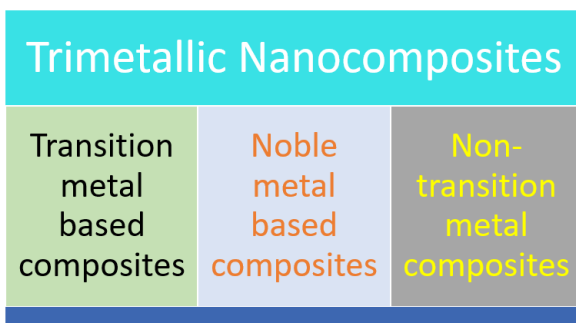 Trimetallic Nanocomposites
Transition
metal
based
composites
Noble
metal
based
composites
Non-
transition
metal
composites